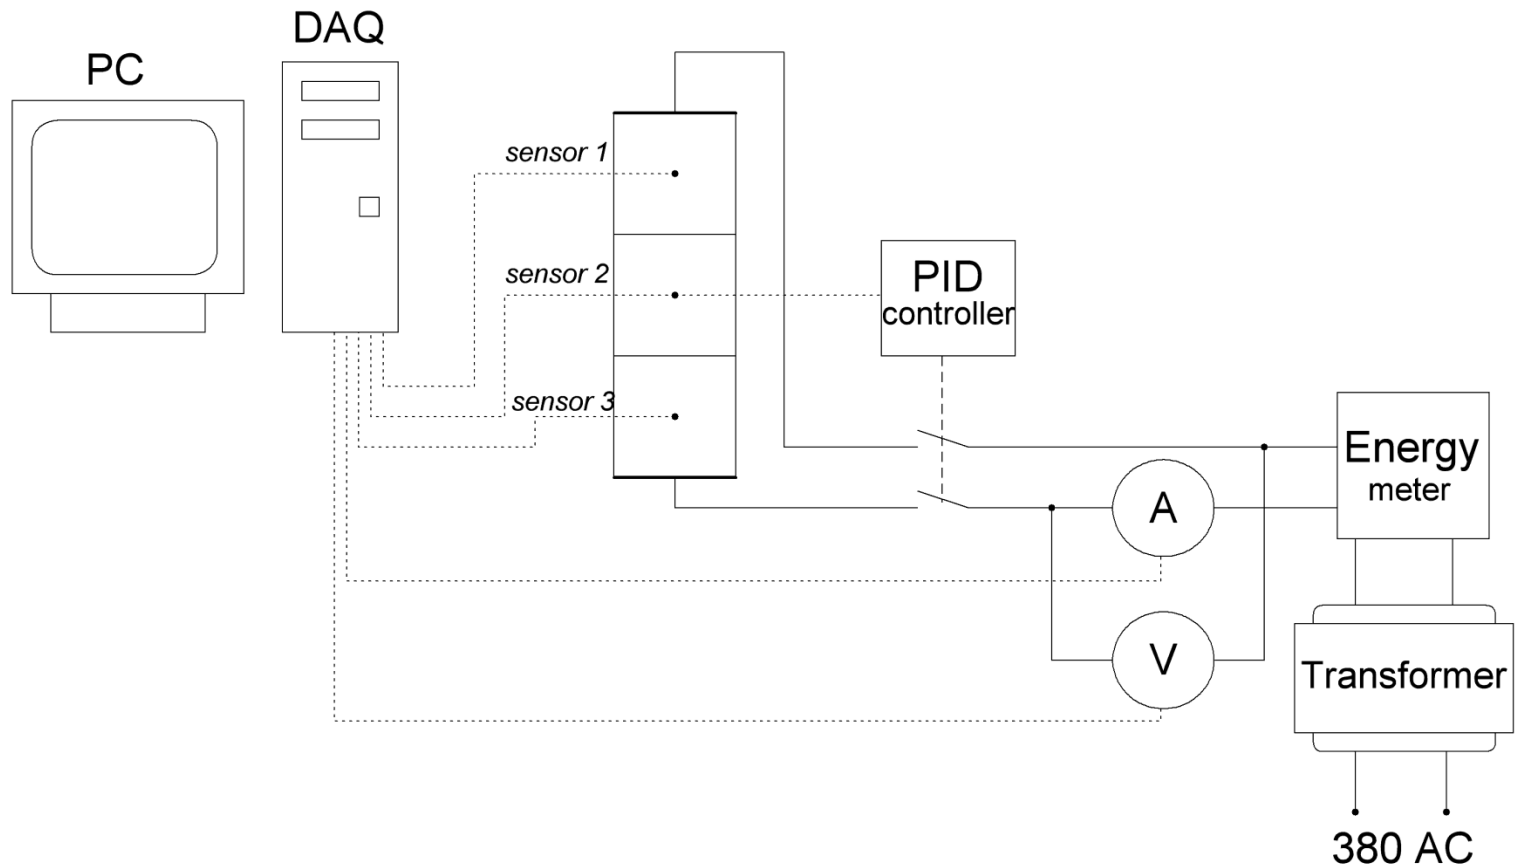 DAQ
PC
sensor 1
sensor 2
PID
controller
sensor 3
Energy
meter
A
V
Transformer
380 AC